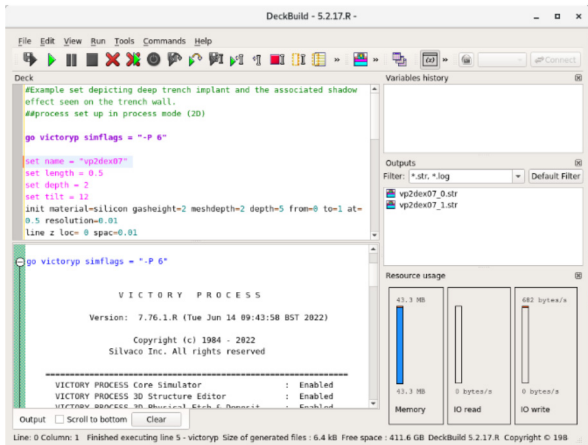 DeckBuild - 5.2.17.R -
File Edit View Run Tools Commands Help
Connect
Deck
#Example set depicting deep trench implant and the associated shadow
effect seen on the trench wall.
##process set up in process mode (2D)
go victoryp simflags = "-P 6"
set name = "vp2dex07"
set length = 0.5
set depth = 2
set tilt = 12
init material=silicon gasheight=2 meshdepth=2 depth=5 from=0 to=1 at=
0.5 resolution=0.01
line z loc= 0 spac=0.01
go victoryp simflags = "-P 6"
V I C T O R Y   P R O C E S S
Version: 7.76.1.R (Tue Jun 14 09:43:58 BST 2022)
Copyright (c) 1984 - 2022
Silvaco Inc. All rights reserved
VICTORY PROCESS Core Simulator : Enabled
VICTORY PROCESS 3D Structure Editor : Enabled
VICTORY PROCESS 3D Physical Etch & Deposit : Enabled
Output Scroll to bottom Clear
Variables history
Outputs
Filter: *.str, *.log Default Filter
vp2dex07_0.str
vp2dex07_1.str
Resource usage
43.3 MB
682 bytes/s
43.3 MB
0 bytes/s
0 bytes/s
Memory
IO read
IO write
Line: 0 Column: 1 Finished executing line 5 - victoryp Size of generated files : 6.4 kB Free space : 411.6 GB DeckBuild 5.2.17.R Copyright © 198